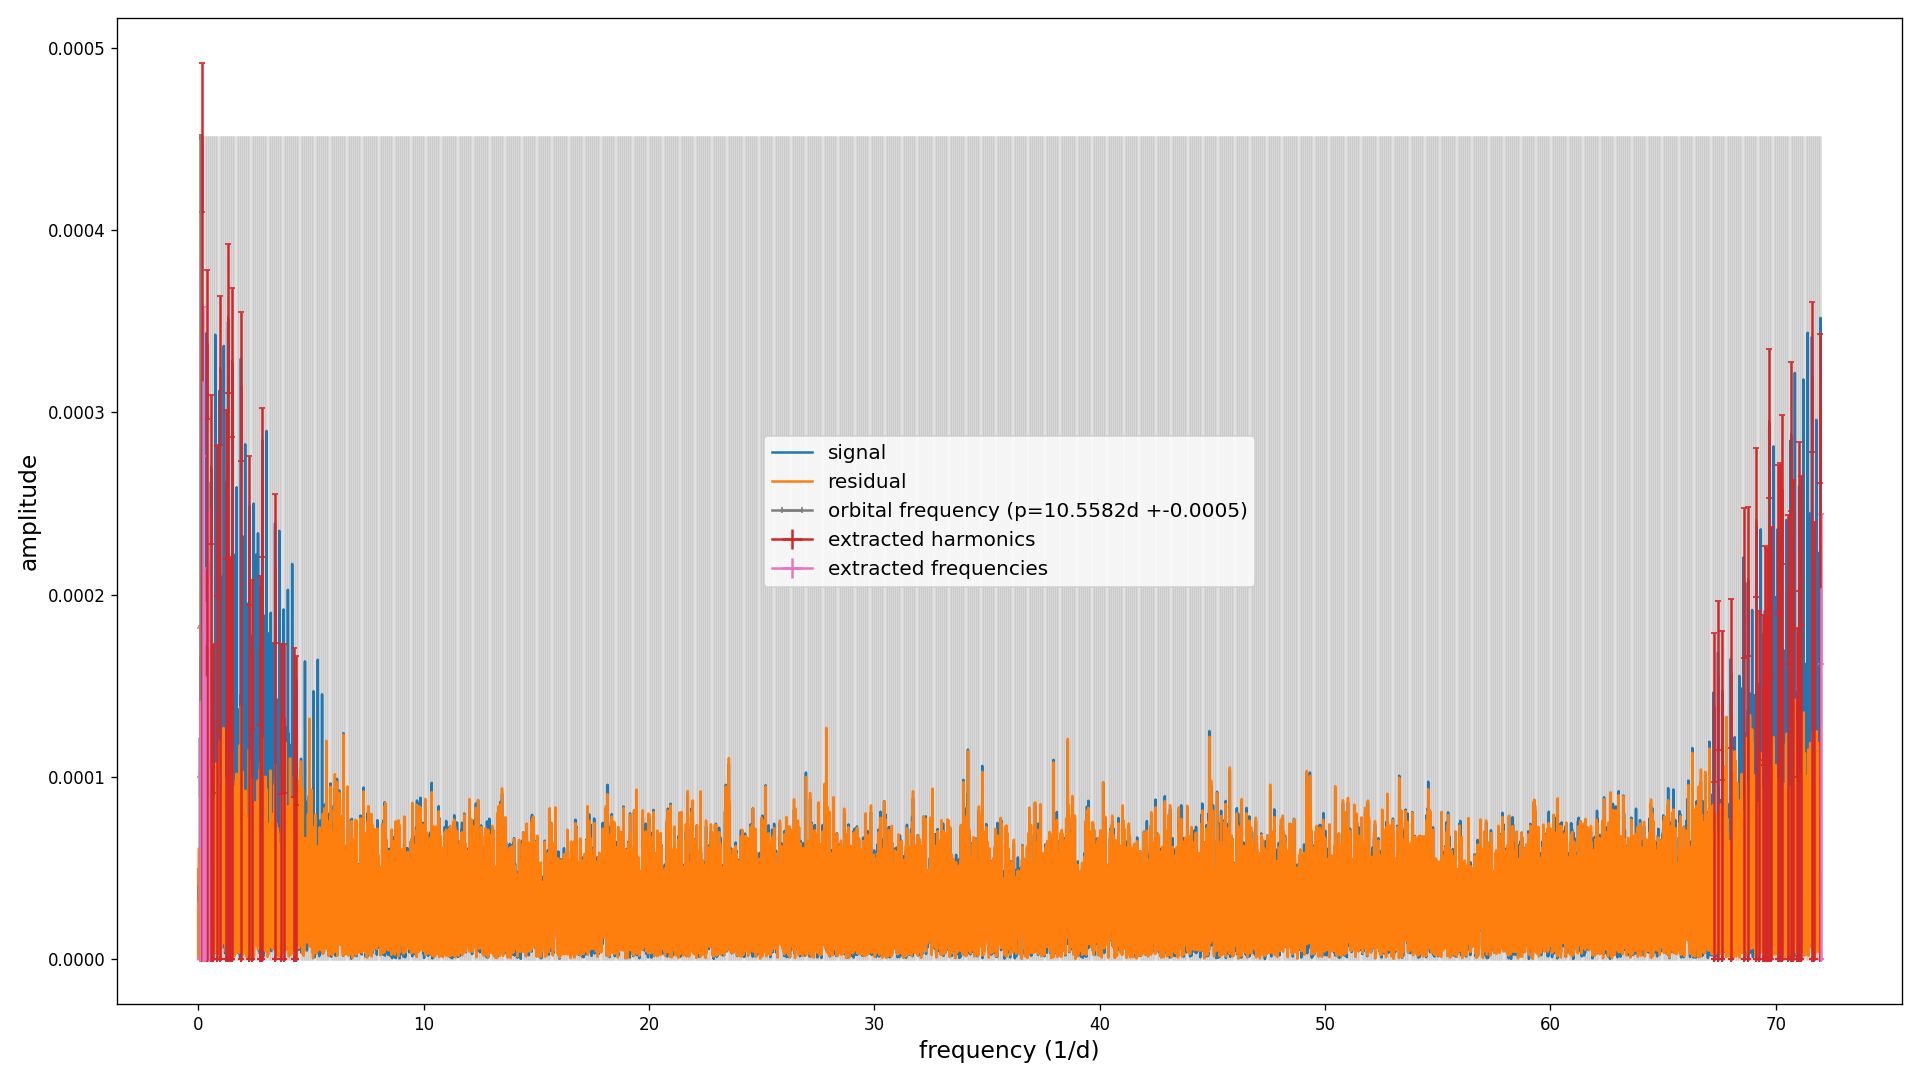 0.0005
0.0004
0.0003
0.0002
0.0001
0.0000
amplitude
signal
residual
orbital frequency (p=10.5582d +-0.0005)
extracted harmonics
extracted frequencies
0 10 20 30 40 50 60 70
frequency (1/d)